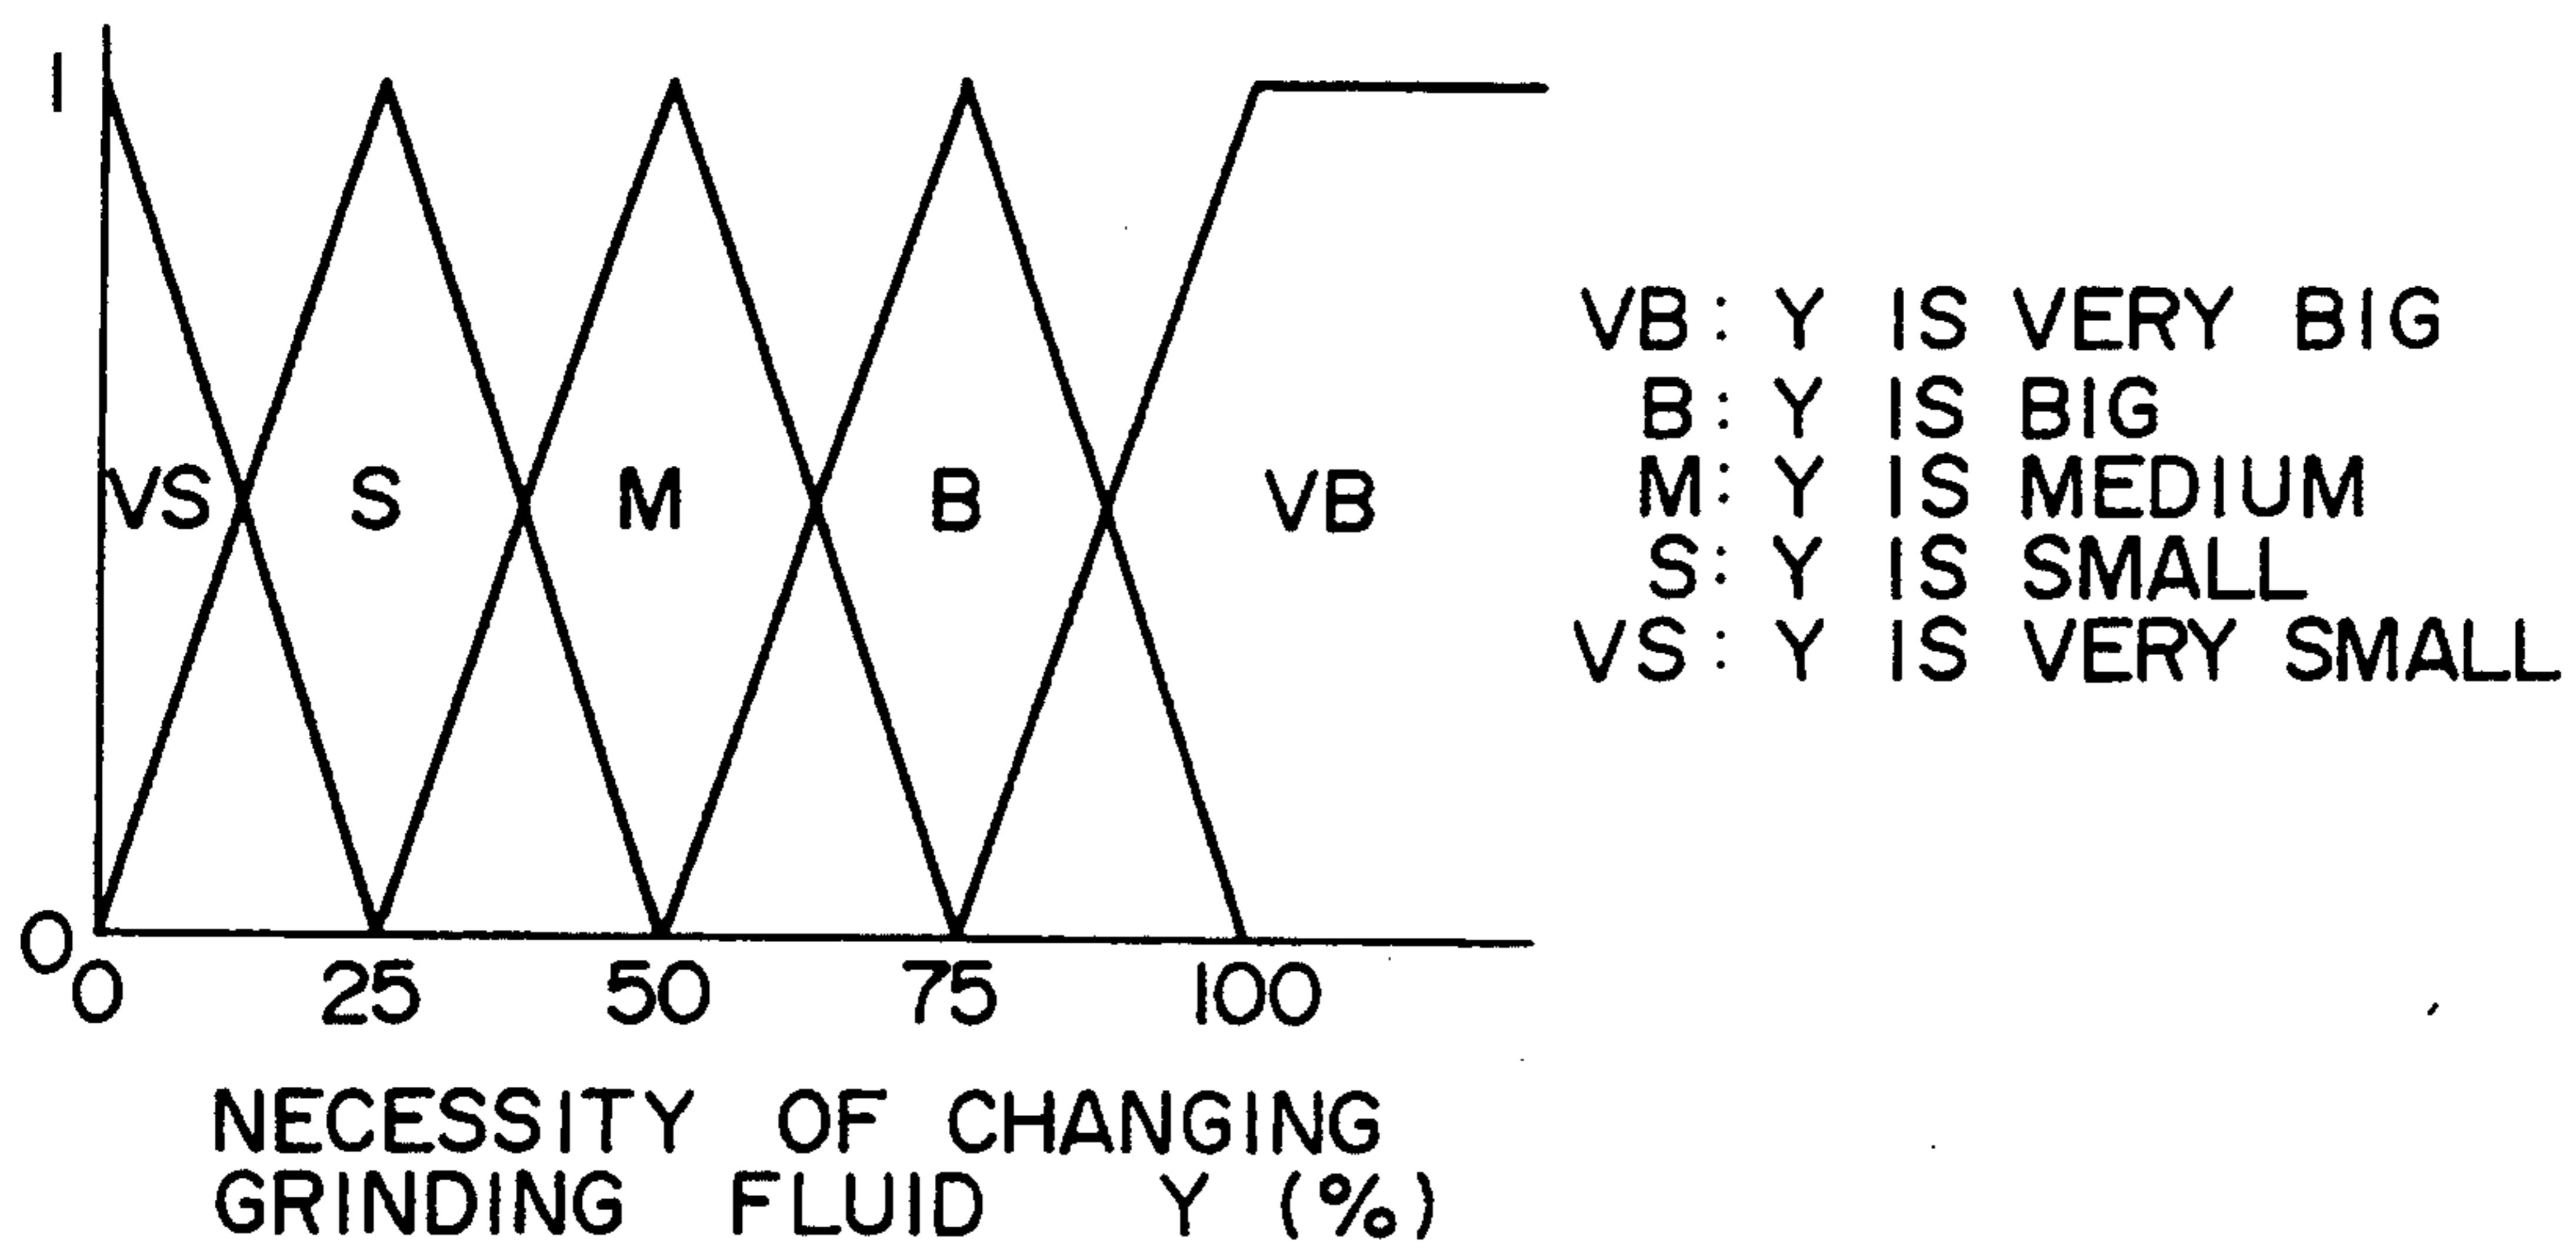 1
VS S M B VB
0
0 25 50 75 100
NECESSITY OF CHANGING
GRINDING FLUID Y (%)
VB: Y IS VERY BIG
B: Y IS BIG
M: Y IS MEDIUM
S: Y IS SMALL
VS: Y IS VERY SMALL